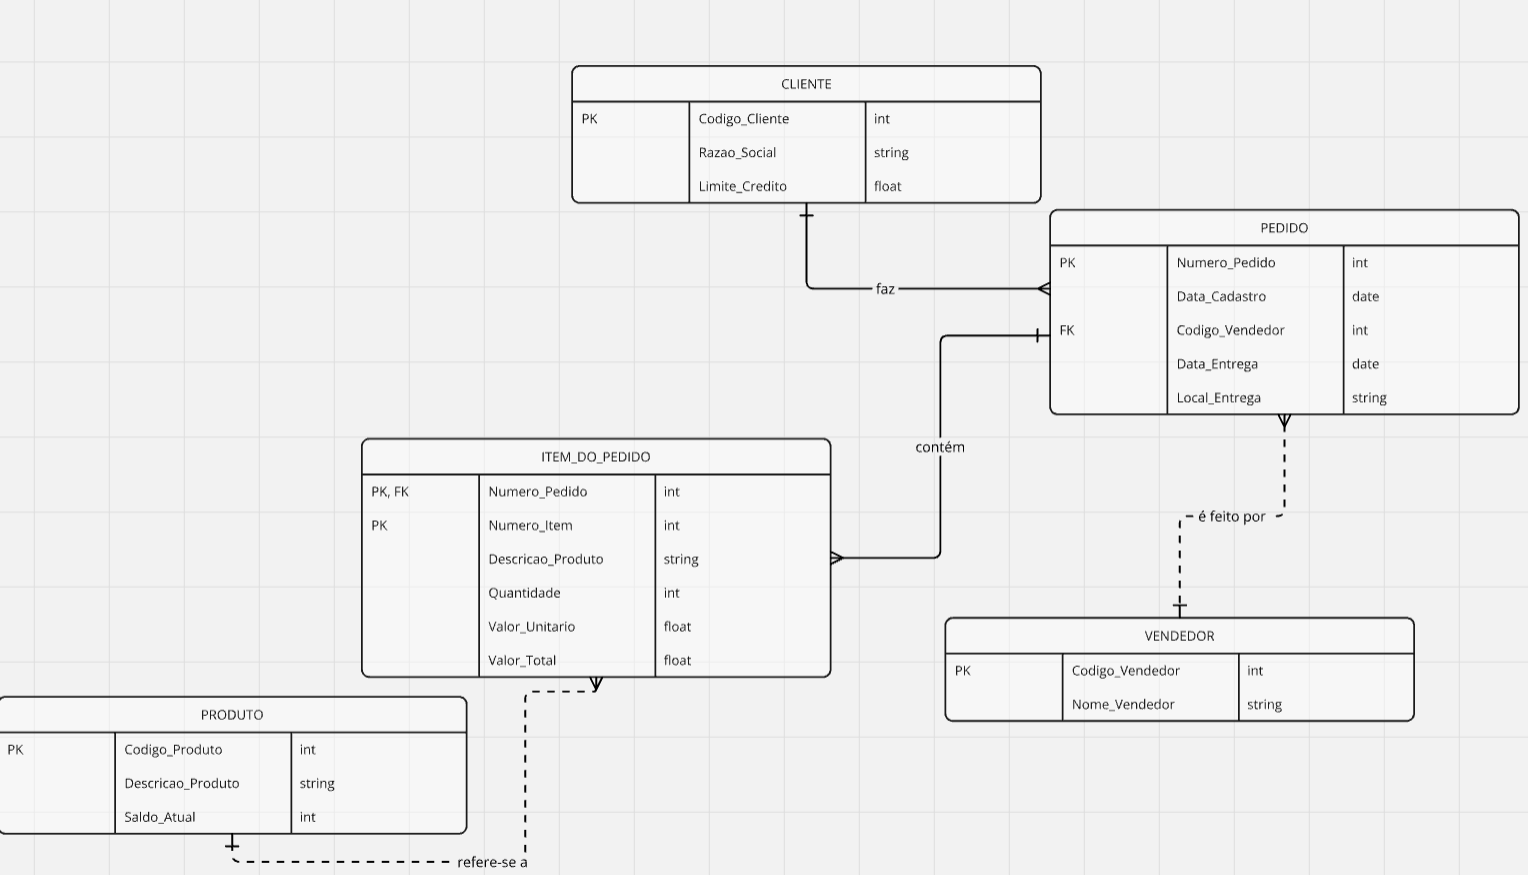 CLIENTE
PK Codigo_Cliente int
Razao_Social string
Limite_Credito float
PEDIDO
PK Numero_Pedido int
Data_Cadastro date
FK Codigo_Vendedor int
Data_Entrega date
Local_Entrega string
faz
contém
ITEM_DO_PEDIDO
PK, FK Numero_Pedido int
PK Numero_Item int
Descricao_Produto string
Quantidade int
Valor_Unitario float
Valor_Total float
é feito por
VENDEDOR
PK Codigo_Vendedor int
Nome_Vendedor string
PRODUTO
PK Codigo_Produto int
Descricao_Produto string
Saldo_Atual int
refere-se a